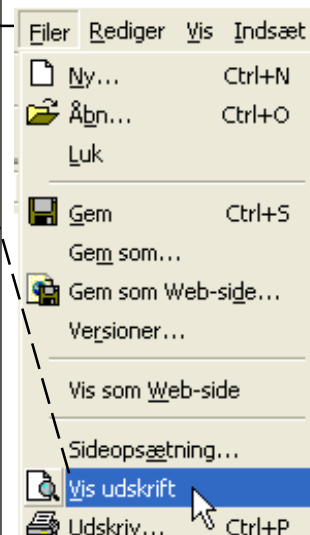 Filer Rediger Vis Indsæt
Ny... Ctrl+N
Åbn... Ctrl+O
Luk
Gem Ctrl+S
Gem som...
Gem som Web-side...
Versioner...
Vis som Web-side
Sideopsætning...
Vis udskrift
Udskriv... Ctrl+P